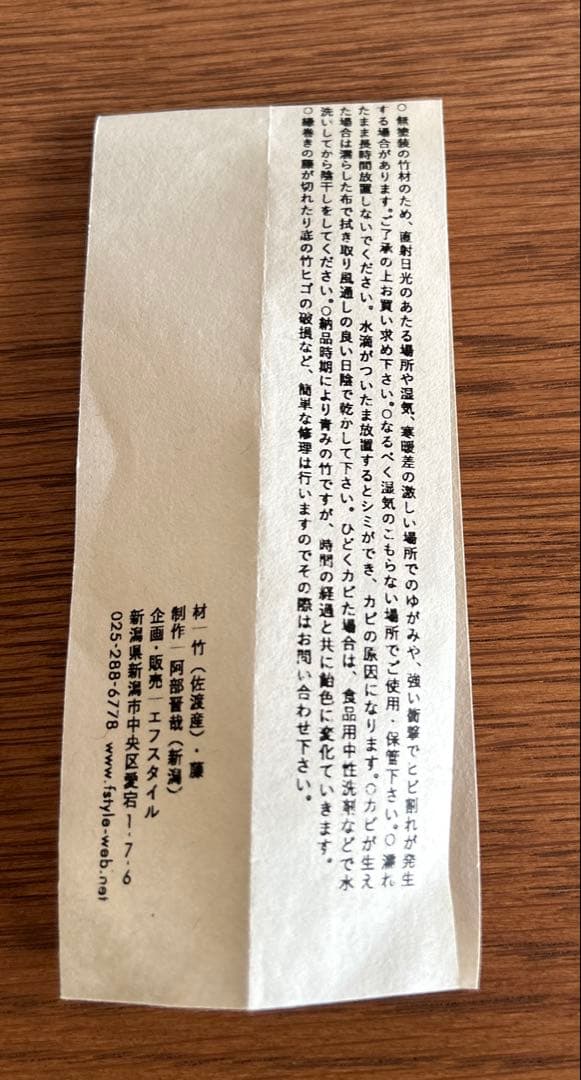 ○無塗装の竹材のため、直射日光のあたる場所や湿気、寒暖差の激しい場所でのゆがみや、強い衝撃でヒビ割れが発生
する場合があります。ご了承の上お買い求め下さい。○なるべく湿気のこもらない場所でご使用・保管下さい。○濡れ
たまま長時間放置しないでください。水滴がついたまま放置するとシミができ、カビの原因になります。○カビが生え
た場合は濡らした布で拭き取り風通しの良い日陰で乾かして下さい。ひどくカビた場合は、食品用中性洗剤などで水
洗いしてから陰干しをしてください。○納品時期により青みの竹ですが、時間の経過と共に飴色に変化していきます。
○縁巻きの籐が切れたり底の竹ヒゴの破損など、簡単な修理は行いますのでその際はお問い合わせ下さい。
材｜竹（佐渡産）・籐
制作｜阿部晋哉（新潟）
企画・販売｜エフスタイル
新潟県新潟市中央区愛宕1-7-6
025-288-6778 www.fstyle-web.net